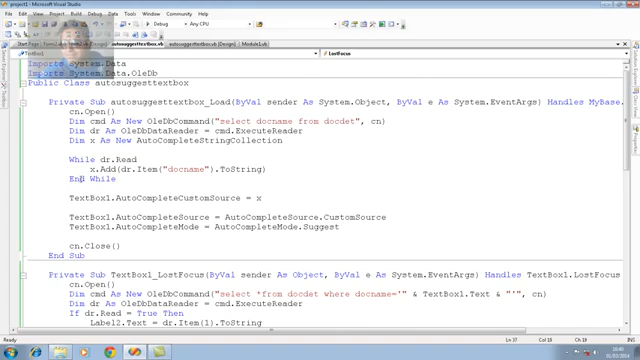 project1 - Microsoft Visual Studio
File Edit View Project Build Debug Data Tools Test Window Help
Debug Any CPU
Start Page autosuggesttextbox.vb autosuggesttextbox.vb [Design] Module1.vb
TextBox1 LostFocus
Imports System.Data
Imports System.Data.OleDb
Public Class autosuggesttextbox
Private Sub autosuggesttextbox_Load(ByVal sender As System.Object, ByVal e As System.EventArgs) Handles MyBase.
cn.Open()
Dim cmd As New OleDbCommand("select docname from docdet", cn)
Dim dr As OleDbDataReader = cmd.ExecuteReader
Dim x As New AutoCompleteStringCollection
While dr.Read
x.Add(dr.Item("docname").ToString)
End While
TextBox1.AutoCompleteCustomSource = x
TextBox1.AutoCompleteSource = AutoCompleteSource.CustomSource
TextBox1.AutoCompleteMode = AutoCompleteMode.Suggest
cn.Close()
End Sub
Private Sub TextBox1_LostFocus(ByVal sender As Object, ByVal e As System.EventArgs) Handles TextBox1.LostFocus
cn.Open()
Dim cmd As New OleDbCommand("select *from docdet where docname='" & TextBox1.Text & "'", cn)
Dim dr As OleDbDataReader = cmd.ExecuteReader
If dr.Read = True Then
Label2.Text = dr.Item(1).ToString
Ready Ln 37 Col 18 Ch 18 INS